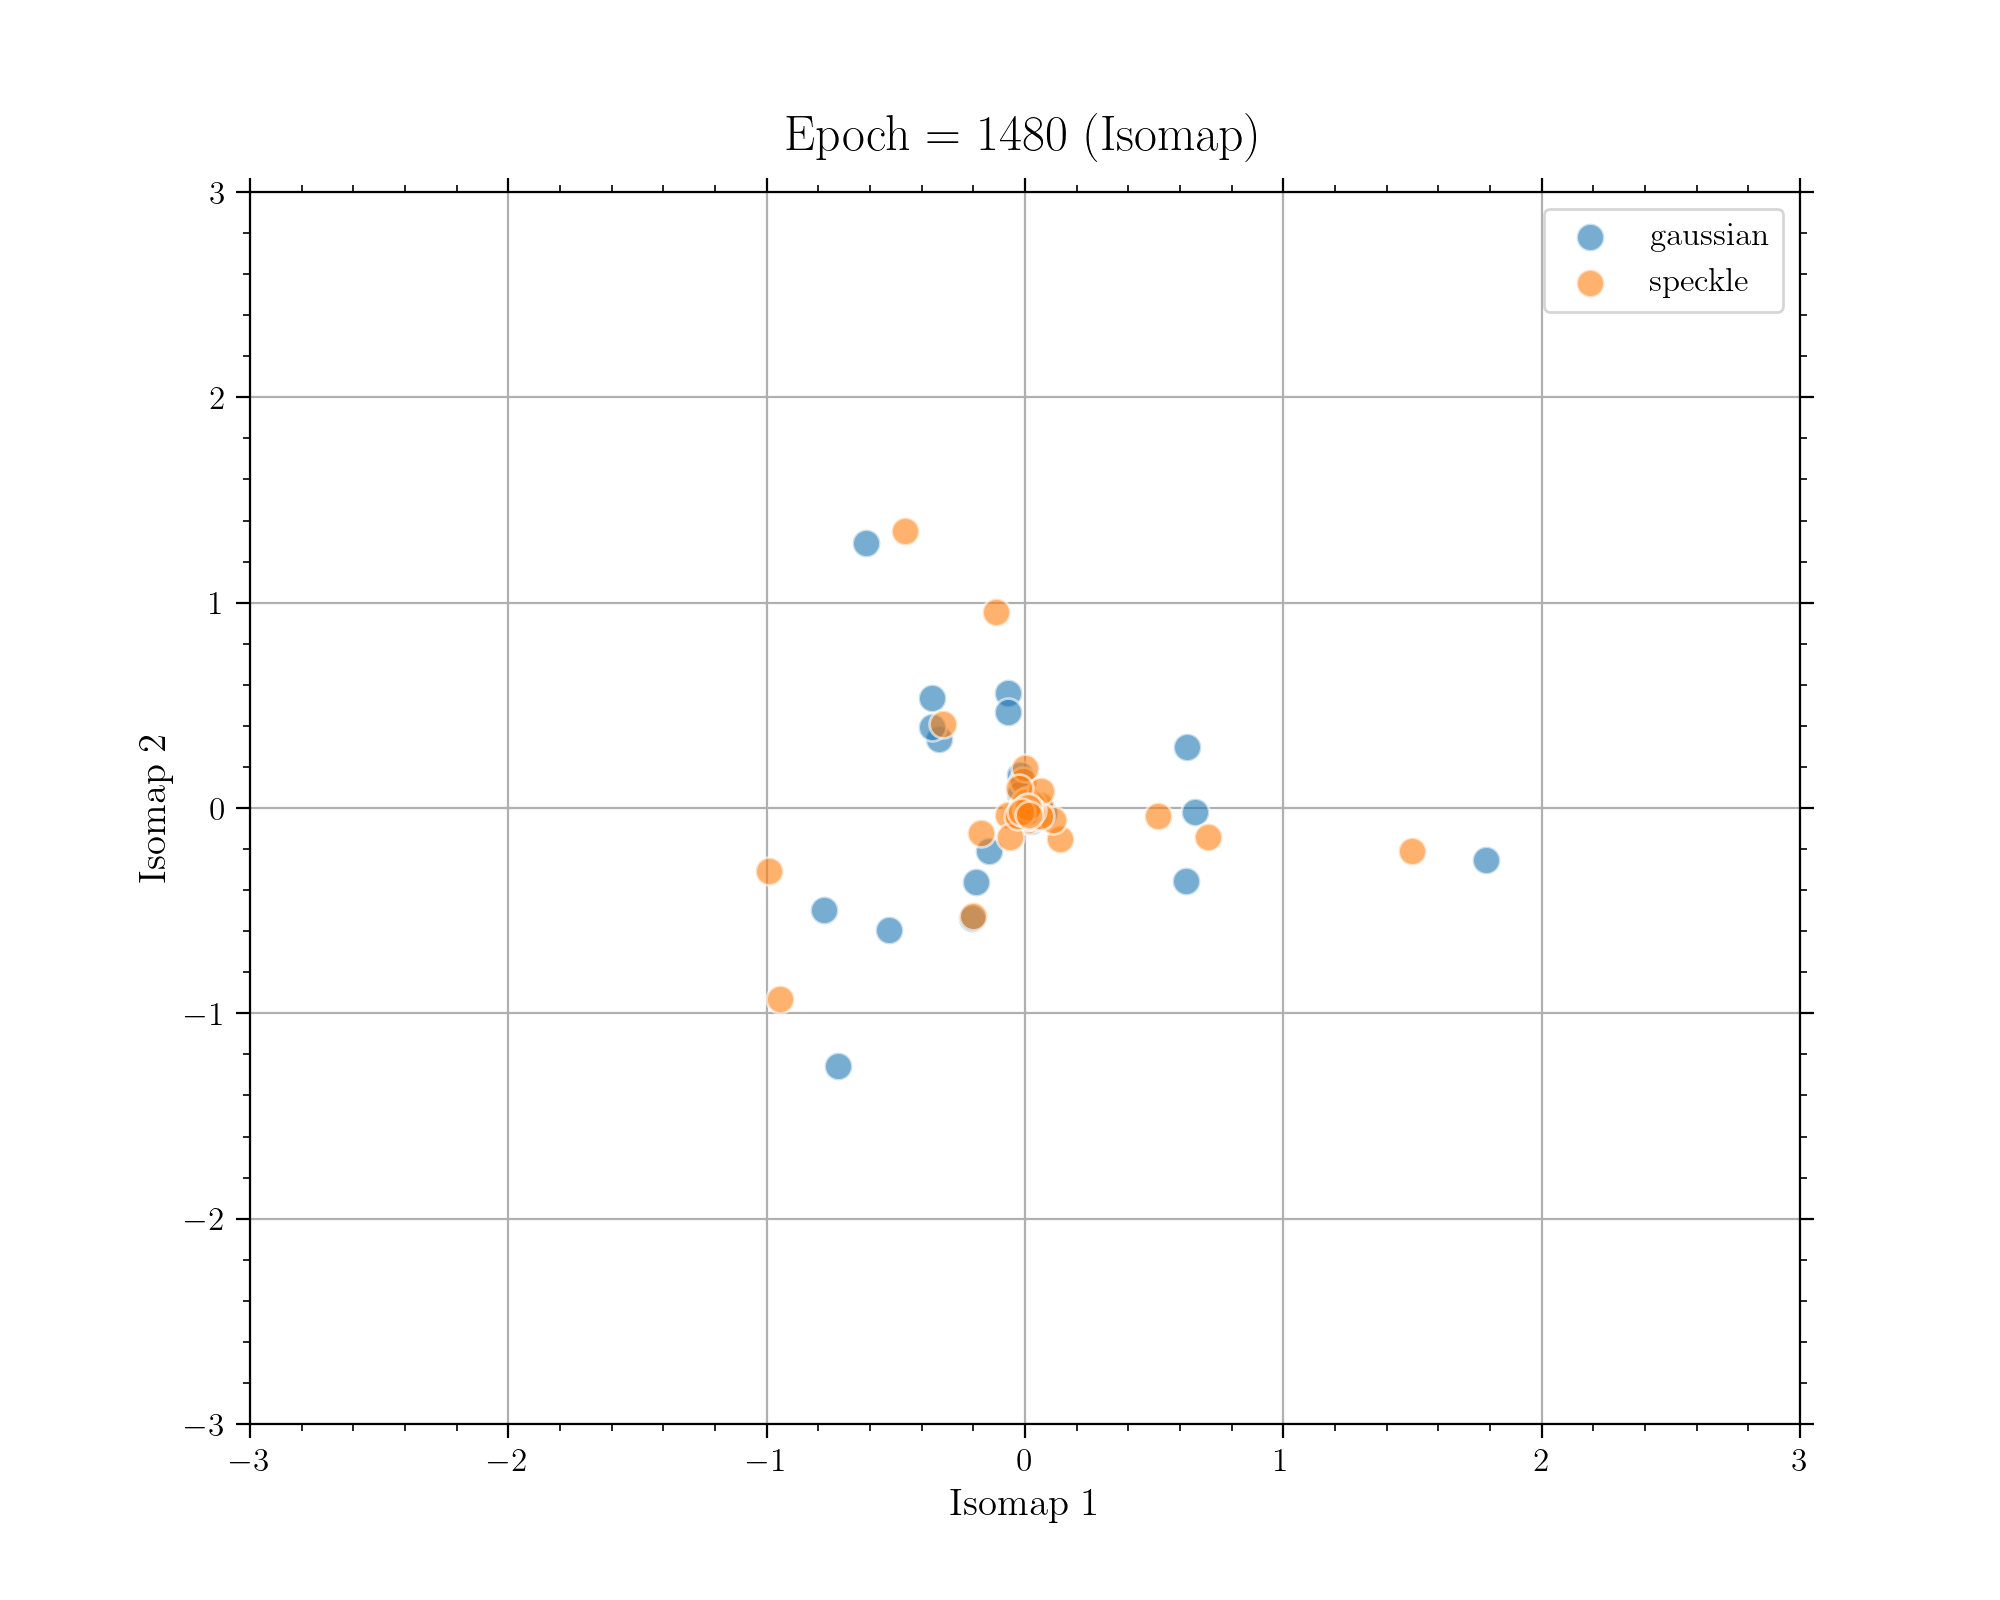 Epoch = 1480 (Isomap)
gaussian
speckle
3
2
1
0
−1
−2
−3
Isomap 2
−3
−2
−1
0
1
2
3
Isomap 1